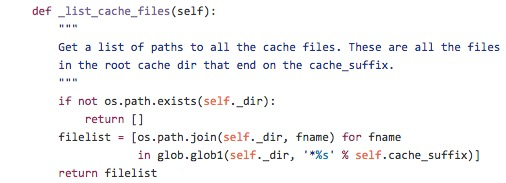 def _list_cache_files(self):
    """
    Get a list of paths to all the cache files. These are all the files
    in the root cache dir that end on the cache_suffix.
    """
    if not os.path.exists(self._dir):
        return []
    filelist = [os.path.join(self._dir, fname) for fname
                in glob.glob1(self._dir, '*%s' % self.cache_suffix)]
    return filelist